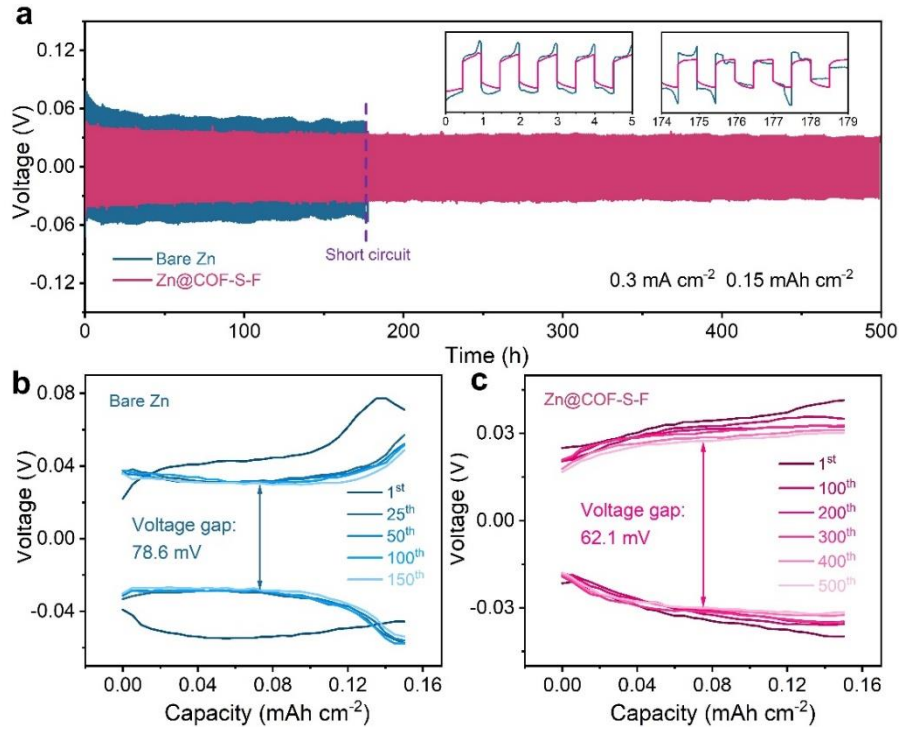 a
0.12
0.06
0.00
-0.06
-0.12
Voltage (V)
0 1 2 3 4 5
174 175 176 177 178 179
Bare Zn
Zn@COF-S-F
Short circuit
0.3 mA cm⁻² 0.15 mAh cm⁻²
0 100 200 300 400 500
Time (h)
b
Bare Zn
0.08
0.04
0.00
-0.04
Voltage (V)
Voltage gap:
78.6 mV
1st
25th
50th
100th
150th
0.00 0.04 0.08 0.12 0.16
Capacity (mAh cm⁻²)
c
Zn@COF-S-F
0.03
0.00
-0.03
Voltage (V)
Voltage gap:
62.1 mV
1st
100th
200th
300th
400th
500th
0.00 0.04 0.08 0.12 0.16
Capacity (mAh cm⁻²)